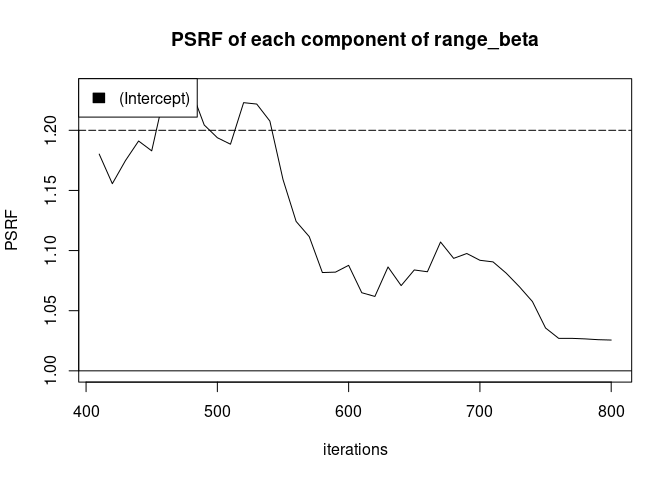 PSRF of each component of range_beta
(Intercept)
PSRF
1.20
1.15
1.10
1.05
1.00
400 500 600 700 800
iterations